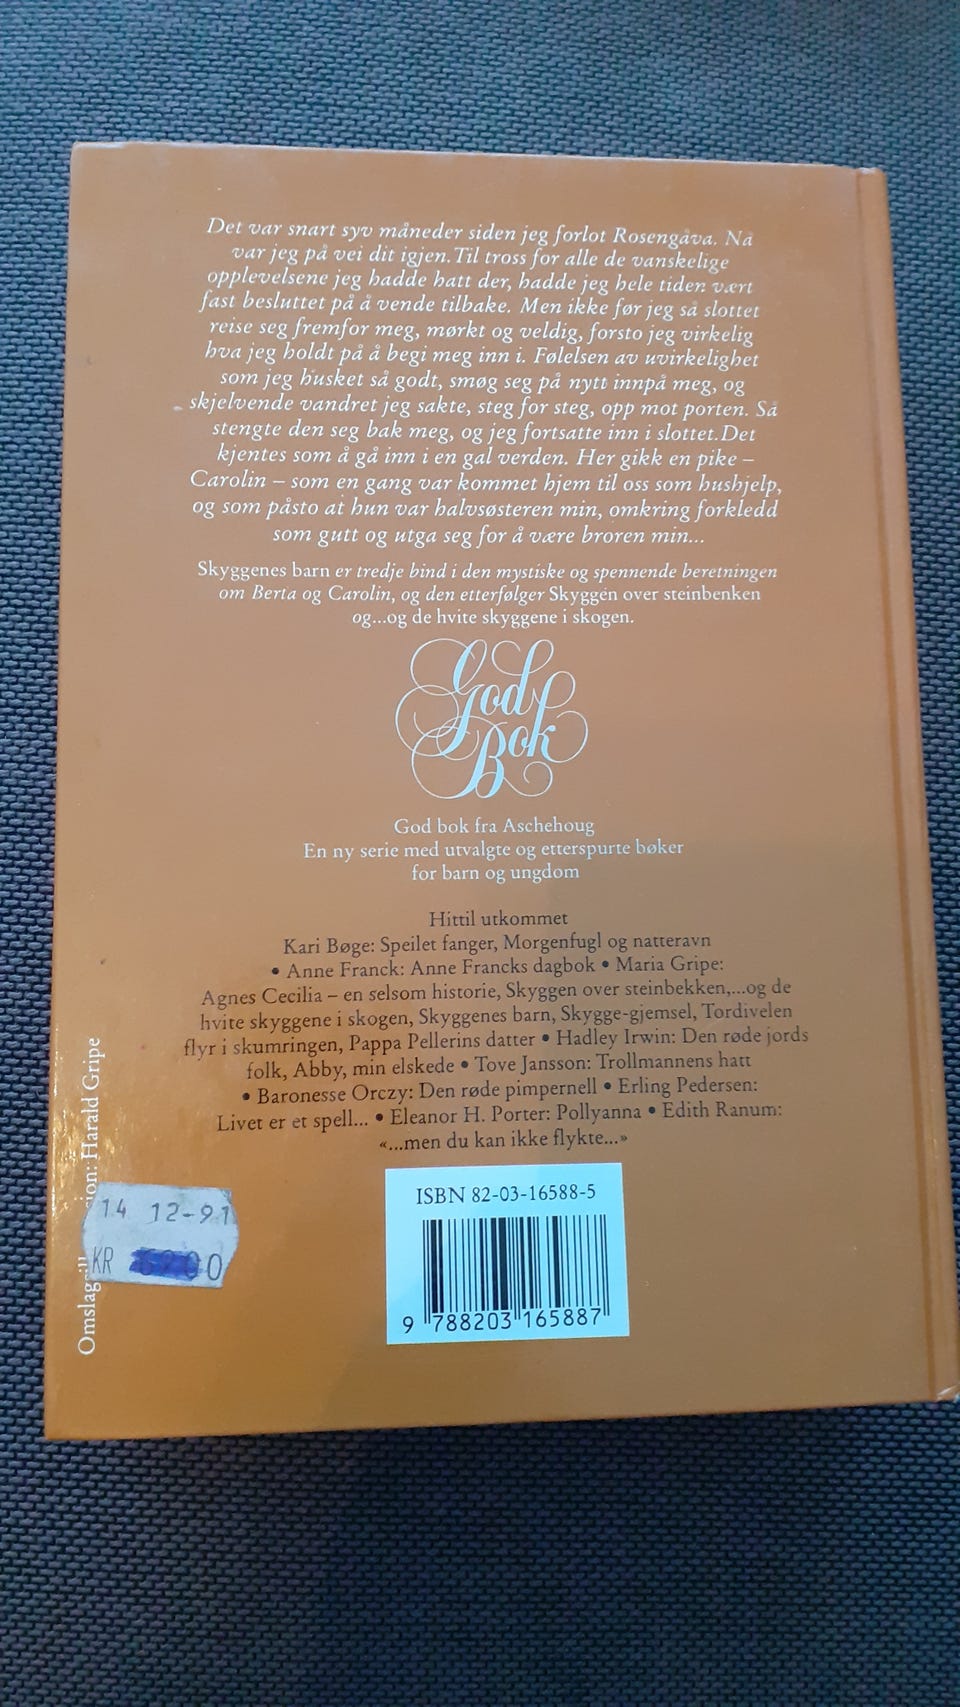 Det var snart syv måneder siden jeg forlot Rosengåva. Nå
var jeg på vei dit igjen. Til tross for alle de vanskelige
opplevelsene jeg hadde hatt der, hadde jeg hele tiden vært
fast besluttet på å vende tilbake. Men ikke før jeg så slottet
reise seg fremfor meg, mørkt og veldig, forsto jeg virkelig
hva jeg holdt på å begi meg inn i. Følelsen av uvirkelighet
som jeg husket så godt, smøg seg på nytt innpå meg, og
skjelvende vandret jeg sakte, steg for steg, opp mot porten. Så
stengte den seg bak meg, og jeg fortsatte inn i slottet. Det
kjentes som å gå inn i en gal verden. Her gikk en pike –
Carolin – som en gang var kommet hjem til oss som hushjelp,
og som påsto at hun var halvsøsteren min, omkring forkledd
som gutt og utga seg for å være broren min...
Skyggenes barn er tredje bind i den mystiske og spennende beretningen
om Berta og Carolin, og den etterfølger Skyggen over steinbenken
og...og de hvite skyggene i skogen.
God
Bok
God bok fra Aschehoug
En ny serie med utvalgte og etterspurte bøker
for barn og ungdom
Hittil utkommet
Kari Bøge: Speilet fanger, Morgenfugl og natteravn
• Anne Franck: Anne Francks dagbok • Maria Gripe:
Agnes Cecilia – en selsom historie, Skyggen over steinbekken,...og de
hvite skyggene i skogen, Skyggenes barn, Skygge-gjemsel, Tordivelen
flyr i skumringen, Pappa Pellerins datter • Hadley Irwin: Den røde jords
folk, Abby, min elskede • Tove Jansson: Trollmannens hatt
• Baronesse Orczy: Den røde pimpernell • Erling Pedersen:
Livet er et spell... • Eleanor H. Porter: Pollyanna • Edith Ranum:
«...men du kan ikke flykte...»
ISBN 82-03-16588-5
9 788203 165887
14 12-91
KR
Harald Gripe